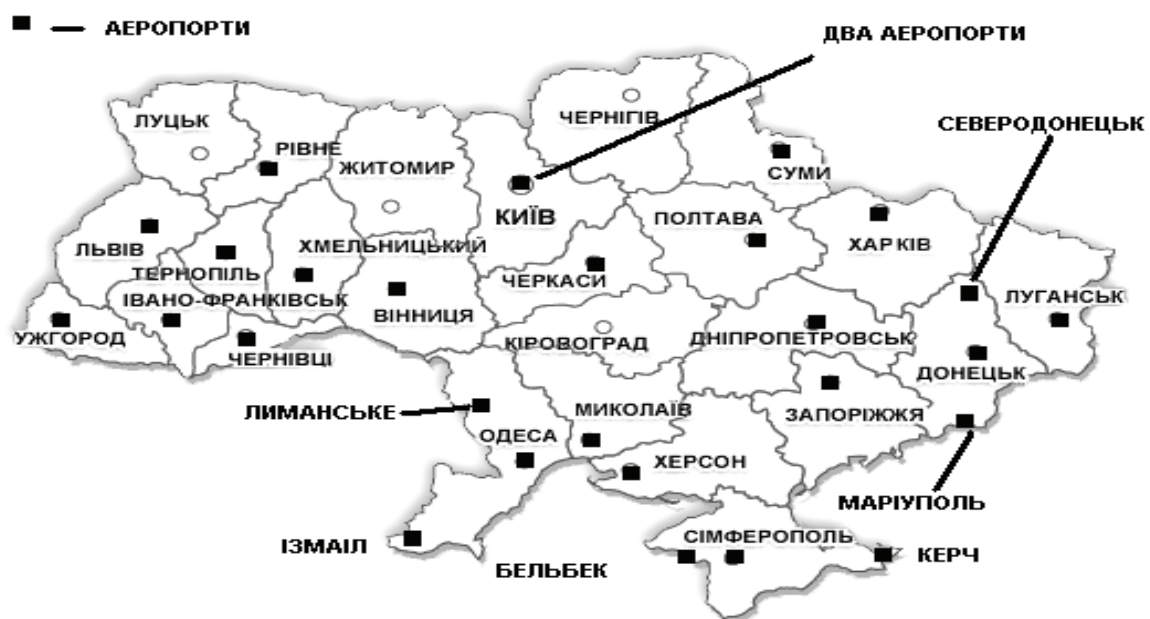 — АЕРОПОРТИ
ДВА АЕРОПОРТИ
ЛУЦЬК
ЧЕРНІГІВ
СЕВЕРОДОНЕЦЬК
РІВНЕ
ЖИТОМИР
СУМИ
КИЇВ
ПОЛТАВА
ХАРКІВ
ЛЬВІВ
ХМЕЛЬНИЦЬКИЙ
ТЕРНОПІЛЬ
ЧЕРКАСИ
ІВАНО-ФРАНКІВСЬК
ЛУГАНСЬК
ВІННИЦЯ
УЖГОРОД
КІРОВОГРАД
ДНІПРОПЕТРОВСЬК
ЧЕРНІВЦІ
ДОНЕЦЬК
ЛИМАНСЬКЕ
МИКОЛАЇВ
ЗАПОРІЖЖЯ
ОДЕСА
ХЕРСОН
МАРІУПОЛЬ
СІМФЕРОПОЛЬ
ІЗМАІЛ
КЕРЧ
БЕЛЬБЕК